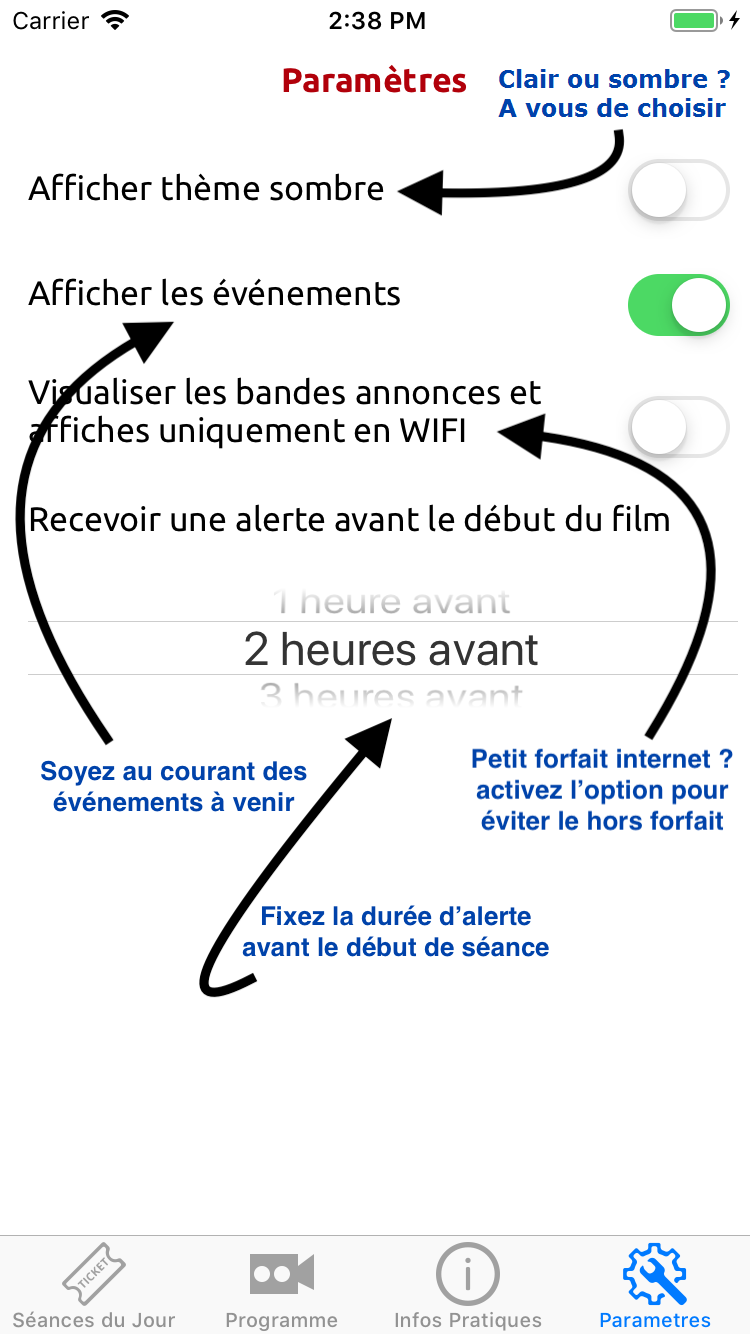 Carrier
2:38 PM
Paramètres
Clair ou sombre ?
A vous de choisir
Afficher thème sombre
Afficher les événements
Visualiser les bandes annonces et
affiches uniquement en WIFI
Recevoir une alerte avant le début du film
1 heure avant
2 heures avant
3 heures avant
Soyez au courant des
événements à venir
Petit forfait internet ?
activez l’option pour
éviter le hors forfait
Fixez la durée d’alerte
avant le début de séance
TICKET
Séances du Jour
Programme
Infos Pratiques
Parametres